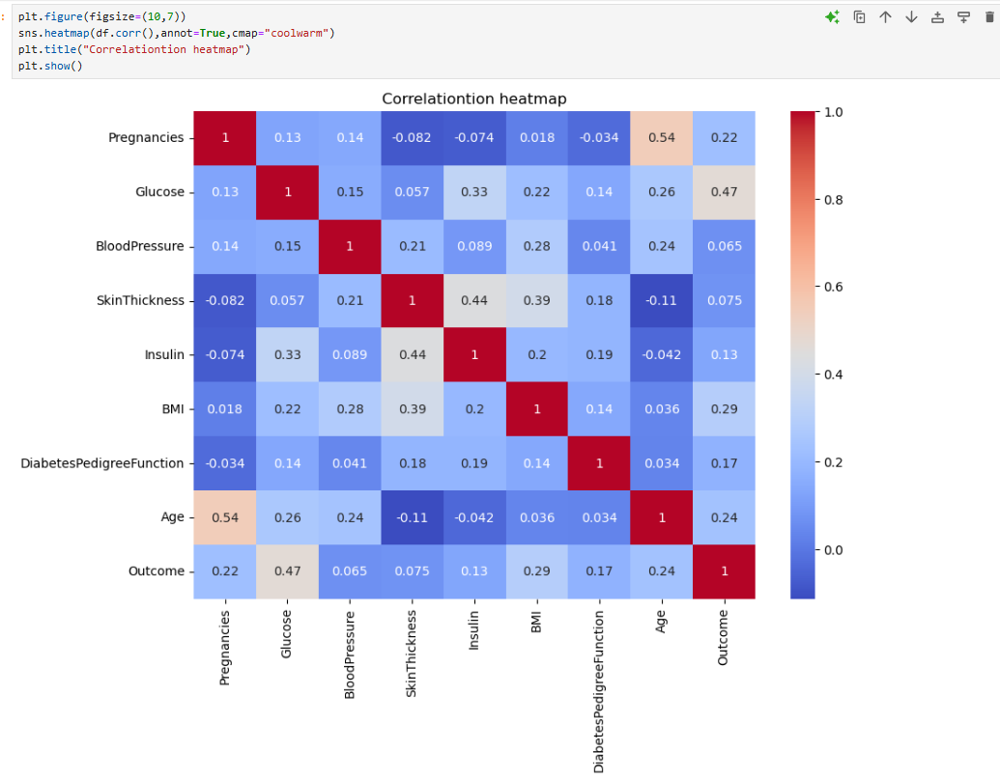 :
plt.figure(figsize=(10,7))
sns.heatmap(df.corr(),annot=True,cmap="coolwarm")
plt.title("Correlationtion heatmap")
plt.show()
Correlationtion heatmap
Pregnancies 1 0.13 0.14 -0.082 -0.074 0.018 -0.034 0.54 0.22
Glucose 0.13 1 0.15 0.057 0.33 0.22 0.14 0.26 0.47
BloodPressure 0.14 0.15 1 0.21 0.089 0.28 0.041 0.24 0.065
SkinThickness -0.082 0.057 0.21 1 0.44 0.39 0.18 -0.11 0.075
Insulin -0.074 0.33 0.089 0.44 1 0.2 0.19 -0.042 0.13
BMI 0.018 0.22 0.28 0.39 0.2 1 0.14 0.036 0.29
DiabetesPedigreeFunction -0.034 0.14 0.041 0.18 0.19 0.14 1 0.034 0.17
Age 0.54 0.26 0.24 -0.11 -0.042 0.036 0.034 1 0.24
Outcome 0.22 0.47 0.065 0.075 0.13 0.29 0.17 0.24 1
Pregnancies
Glucose
BloodPressure
SkinThickness
Insulin
BMI
DiabetesPedigreeFunction
Age
Outcome
1.0
0.8
0.6
0.4
0.2
0.0